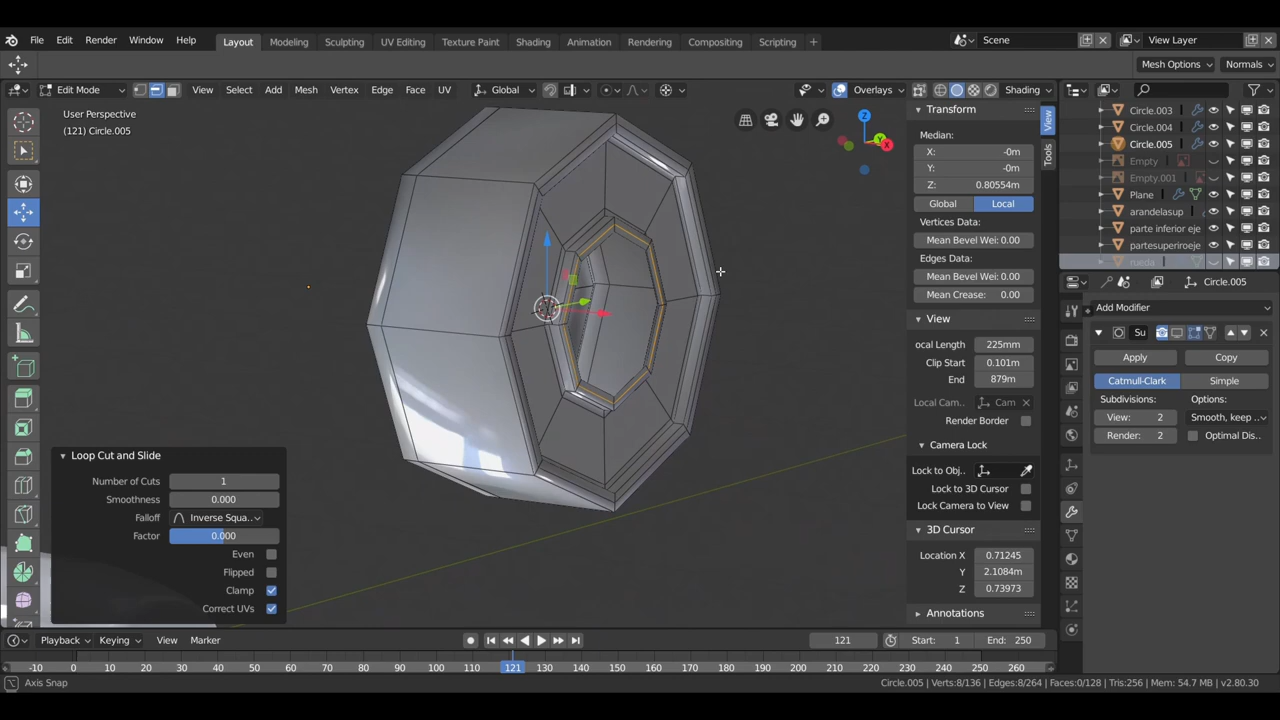 File Edit Render Window Help Layout Modeling Sculpting UV Editing Texture Paint Shading Animation Rendering Compositing Scripting + Scene View Layer
Mesh Options Normals
Edit Mode View Select Add Mesh Vertex Edge Face UV Global Overlays Shading
User Perspective
(121) Circle.005
Z
Y
X
Circle.003
Circle.004
Circle.005
Empty
Empty.001
Plane
arandelasup
parte inferior eje
partesuperiroeje
rueda
Transform
Median:
X: -0m
Y: -0m
Z: 0.80554m
Global Local
Vertices Data:
Mean Bevel Wei: 0.00
Edges Data:
Mean Bevel Wei: 0.00
Mean Crease: 0.00
View
ocal Length 225mm
Clip Start 0.101m
End 879m
Local Cam.. Cam
Render Border
Camera Lock
Lock to Obj..
Lock to 3D Cursor
Lock Camera to View
3D Cursor
Location X 0.71245
Y 2.1084m
Z 0.73973
Annotations
View
Tools
Circle.005
Add Modifier
Su
Apply Copy
Catmull-Clark Simple
Subdivisions: Options:
View: 2 Smooth, keep ..
Render: 2 Optimal Dis..
Loop Cut and Slide
Number of Cuts 1
Smoothness 0.000
Falloff Inverse Squa..
Factor 0.000
Even
Flipped
Clamp
Correct UVs
Playback Keying View Marker 121 Start: 1 End: 250
-10 0 10 20 30 40 50 60 70 80 90 100 110 121 130 140 150 160 170 180 190 200 210 220 230 240 250 260
Axis Snap Circle.005 | Verts:8/136 | Edges:8/264 | Faces:0/128 | Tris:256 | Mem: 54.7 MB | v2.80.30